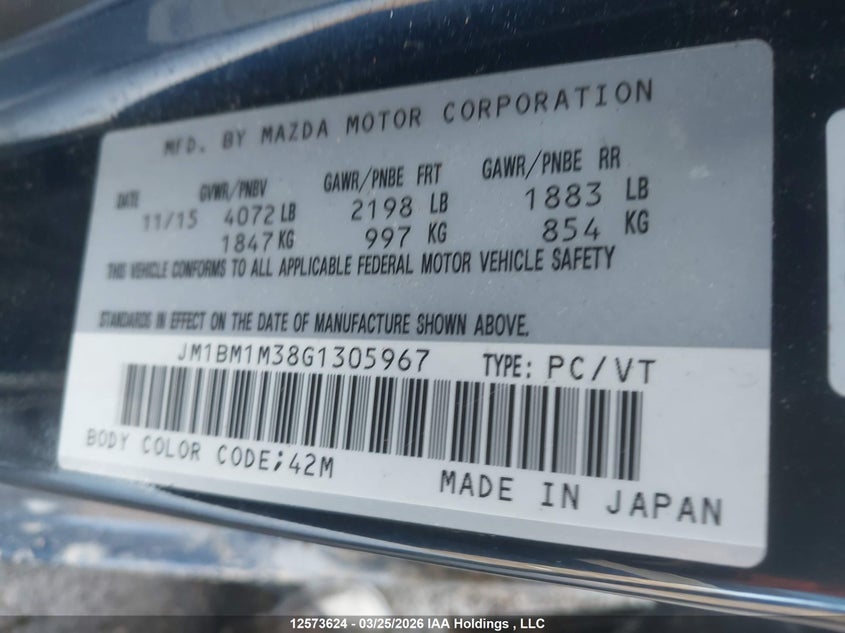 MFD. BY MAZDA MOTOR CORPORATION
DATE GVWR/PNBV GAWR/PNBE FRT GAWR/PNBE RR
11/15 4072 LB 2198 LB 1883 LB
1847 KG 997 KG 854 KG
THIS VEHICLE CONFORMS TO ALL APPLICABLE FEDERAL MOTOR VEHICLE SAFETY
STANDARDS IN EFFECT ON THE DATE OF MANUFACTURE SHOWN ABOVE.
JM1BM1M38G1305967 TYPE: PC/VT
BODY COLOR CODE;42M
MADE IN JAPAN
12573624 - 03/25/2026 IAA Holdings , LLC